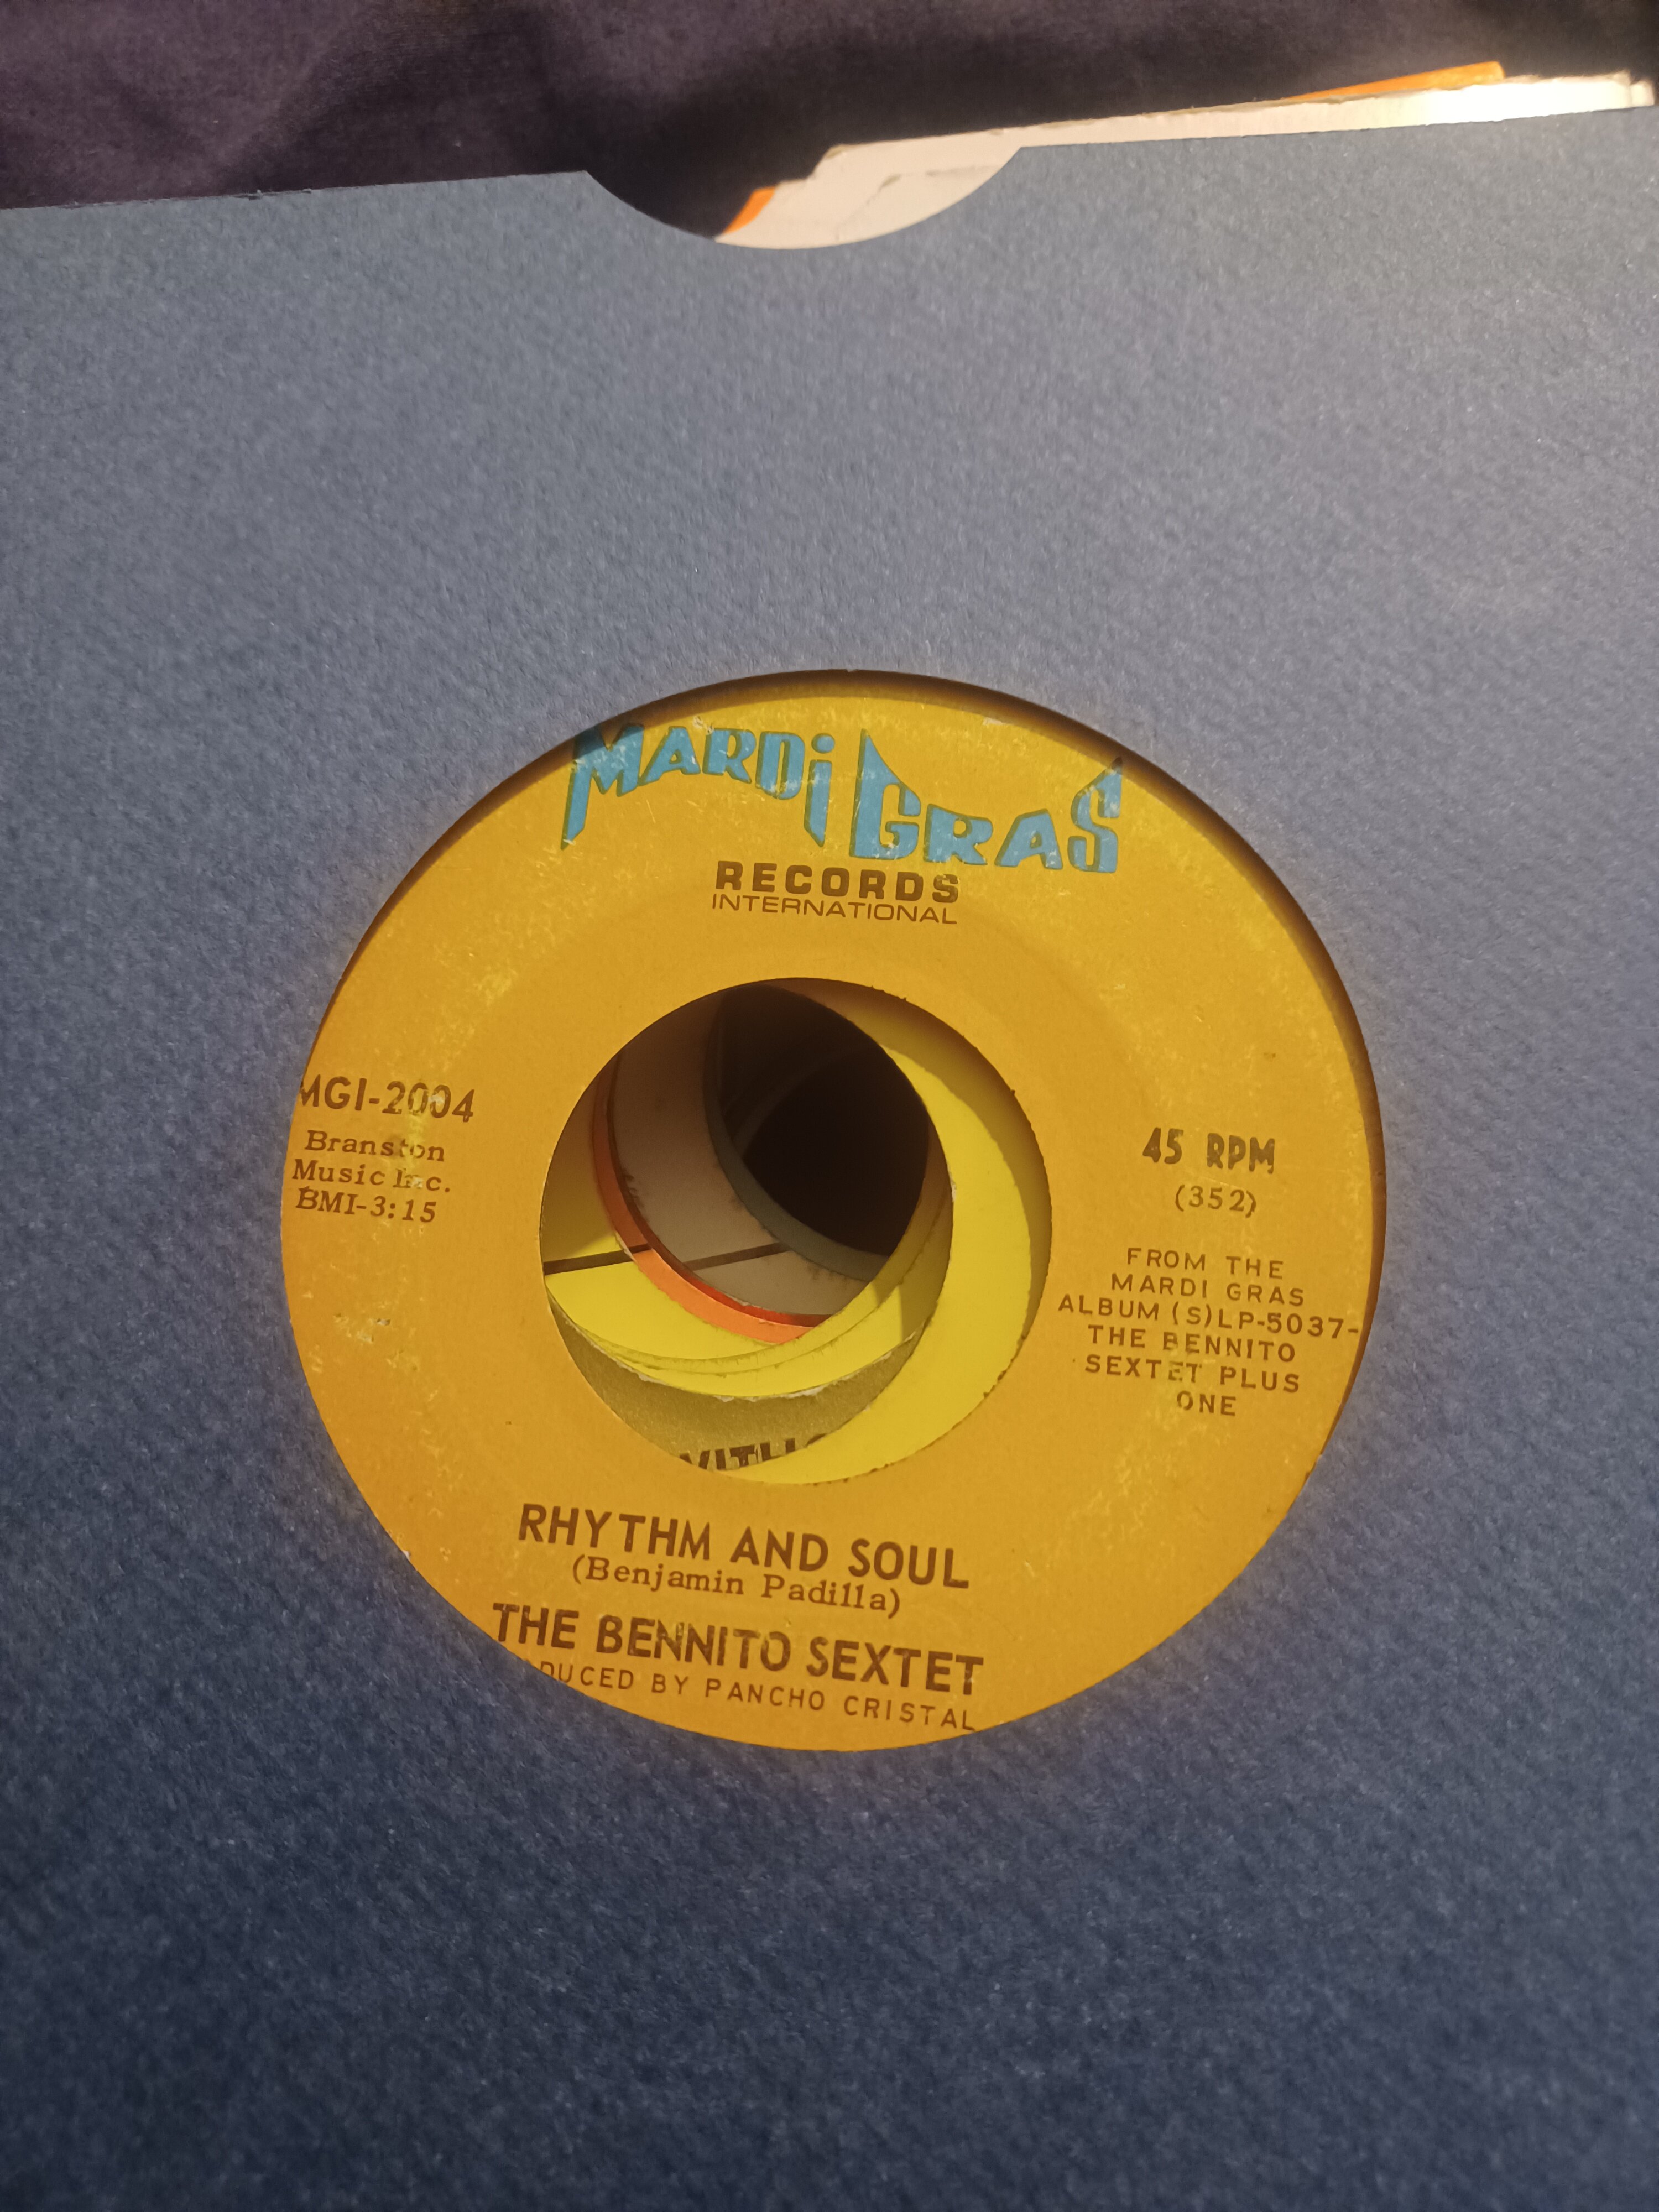 MARDI GRAS
RECORDS
INTERNATIONAL
MGI-2004
Branston
Music Inc.
BMI-3:15
45 RPM
(352)
FROM THE
MARDI GRAS
ALBUM (S)LP-5037-
THE BENNITO
SEXTET PLUS
ONE
RHYTHM AND SOUL
(Benjamin Padilla)
THE BENNITO SEXTET
DUCED BY PANCHO CRISTAL